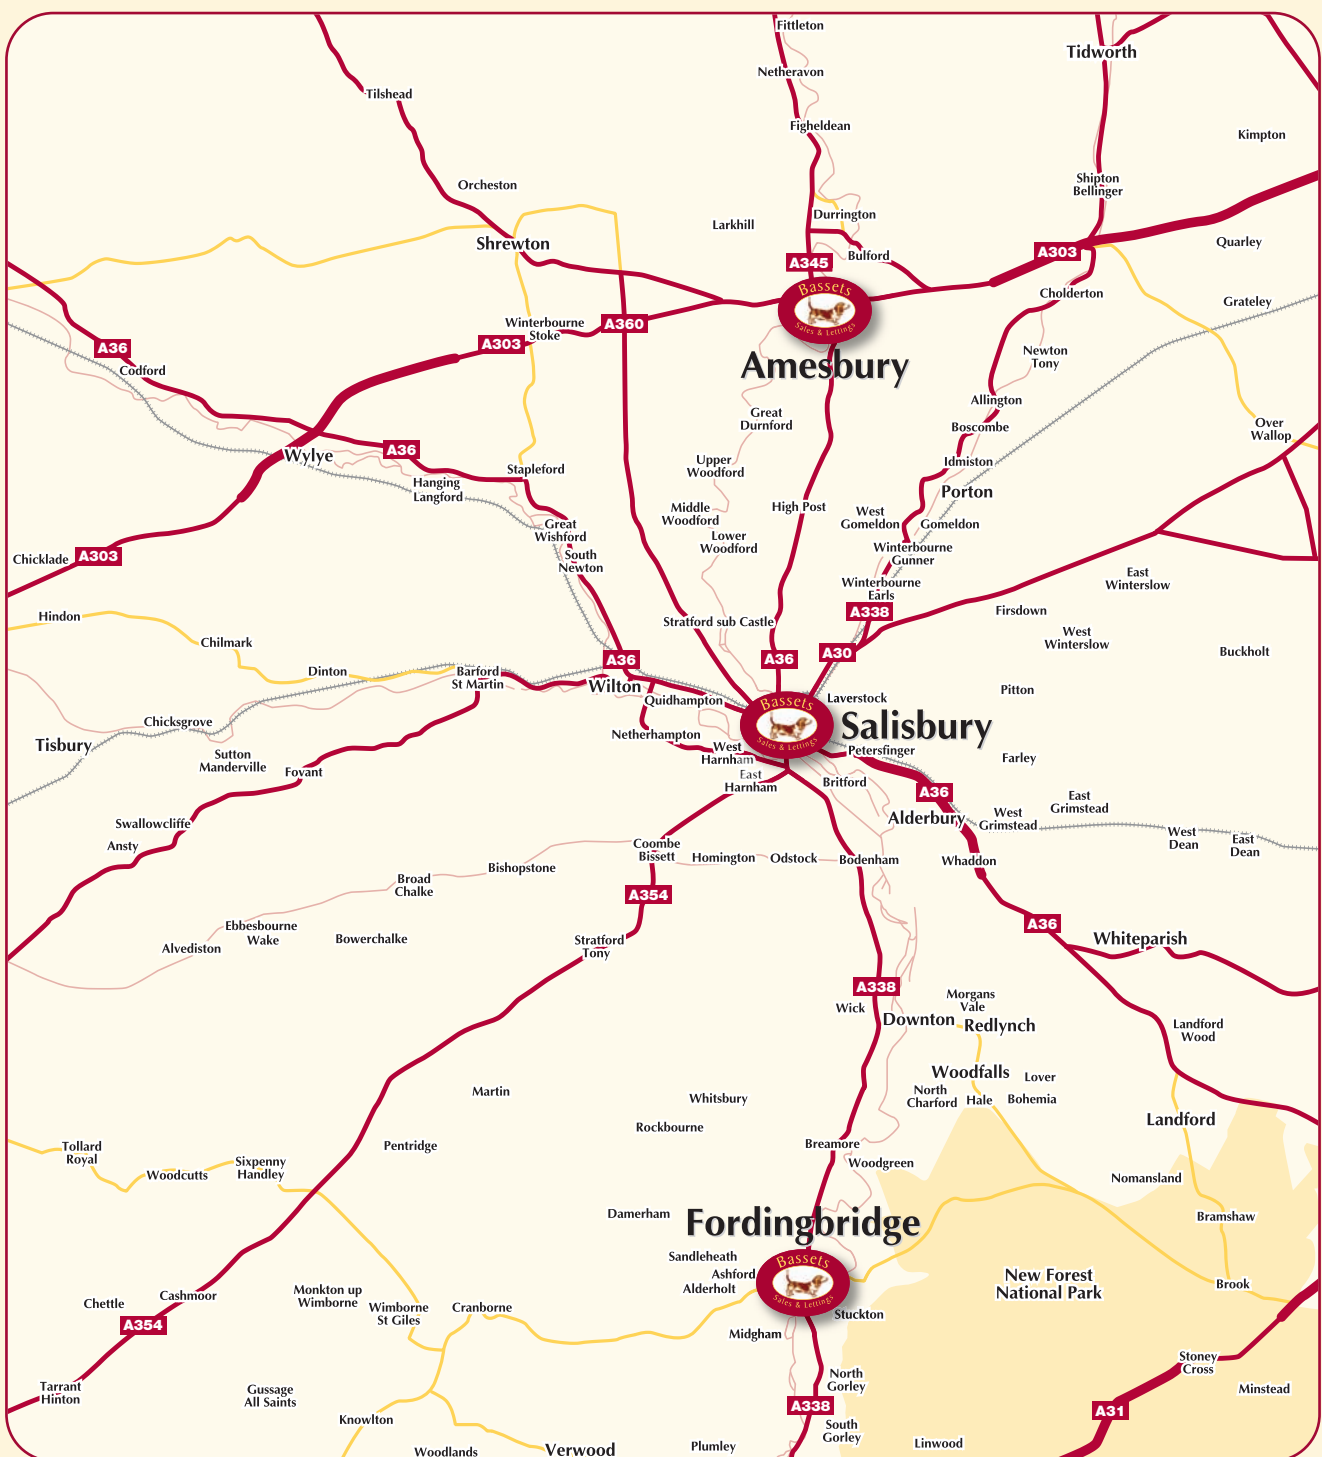 Fittleton
Tidworth
Netheravon
Tilshead
Figheldean
Kimpton
Shipton
Bellinger
Orcheston
Larkhill
Durrington
Shrewton
Quarley
A303
Bulford
A345
Cholderton
Grateley
Bassets
Sales & Lettings
Amesbury
Winterbourne
Stoke
A360
A303
A36
Codford
Newton
Tony
Allington
Great
Durnford
Boscombe
Over
Wallop
A36
Wylye
Idmiston
Upper
Woodford
Stapleford
Hanging
Langford
Porton
Middle
Woodford
High Post
West
Gomeldon
Gomeldon
Great
Wishford
Lower
Woodford
Winterbourne
Gunner
Chicklade
A303
South
Newton
Winterbourne
Earls
East
Winterslow
A338
Firsdown
Hindon
Stratford sub Castle
West
Winterslow
Chilmark
Buckholt
A36
A36
A30
Dinton
Barford
St Martin
Wilton
Quidhampton
Laverstock
Pitton
Bassets
Sales & Lettings
Salisbury
Chicksgrove
Netherhampton
Tisbury
Petersfinger
West
Harnham
Sutton
Manderville
Farley
Fovant
East
Harnham
Britford
A36
East
Grimstead
Alderbury
West
Grimstead
Swallowcliffe
Ansty
West
Dean
East
Dean
Coombe
Bissett
Homington
Odstock
Bodenham
Whaddon
Bishopstone
Broad
Chalke
A354
Ebbesbourne
Wake
A36
Alvediston
Bowerchalke
Stratford
Tony
Whiteparish
A338
Wick
Morgans
Vale
Downton
Redlynch
Landford
Wood
Woodfalls
Lover
Martin
Whitsbury
North
Charford
Hale
Bohemia
Landford
Rockbourne
Tollard
Royal
Pentridge
Breamore
Sixpenny
Handley
Woodcutts
Woodgreen
Nomansland
Damerham
Fordingbridge
Bramshaw
Sandleheath
Ashford
Alderholt
Bassets
Sales & Lettings
New Forest
National Park
Brook
Chettle
Cashmoor
Monkton up
Wimborne
Wimborne
St Giles
Cranborne
Stuckton
A354
Midgham
Stoney
Cross
North
Gorley
Tarrant
Hinton
Gussage
All Saints
Minstead
A338
A31
Knowlton
South
Gorley
Woodlands
Verwood
Plumley
Linwood